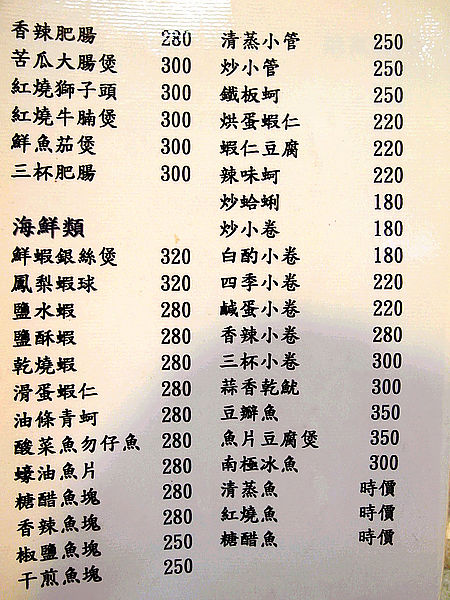 香辣肥腸 280
苦瓜大腸煲 300
紅燒獅子頭 300
紅燒牛腩煲 300
鮮魚茄煲 300
三杯肥腸 300
海鮮類
鮮蝦銀絲煲 320
鳳梨蝦球 320
鹽水蝦 280
鹽酥蝦 280
乾燒蝦 280
滑蛋蝦仁 280
油條青蚵 280
酸菜魚勿仔魚 280
蠔油魚片 280
糖醋魚塊 280
香辣魚塊 280
椒鹽魚塊 250
干煎魚塊 250
清蒸小管 250
炒小管 250
鐵板蚵 250
烘蛋蝦仁 220
蝦仁豆腐 220
辣味蚵 220
炒蛤蜊 180
炒小卷 180
白酌小卷 180
四季小卷 220
鹹蛋小卷 220
香辣小卷 280
三杯小卷 300
蒜香乾魷 300
豆瓣魚 350
魚片豆腐煲 350
南極冰魚 300
清蒸魚 時價
紅燒魚 時價
糖醋魚 時價